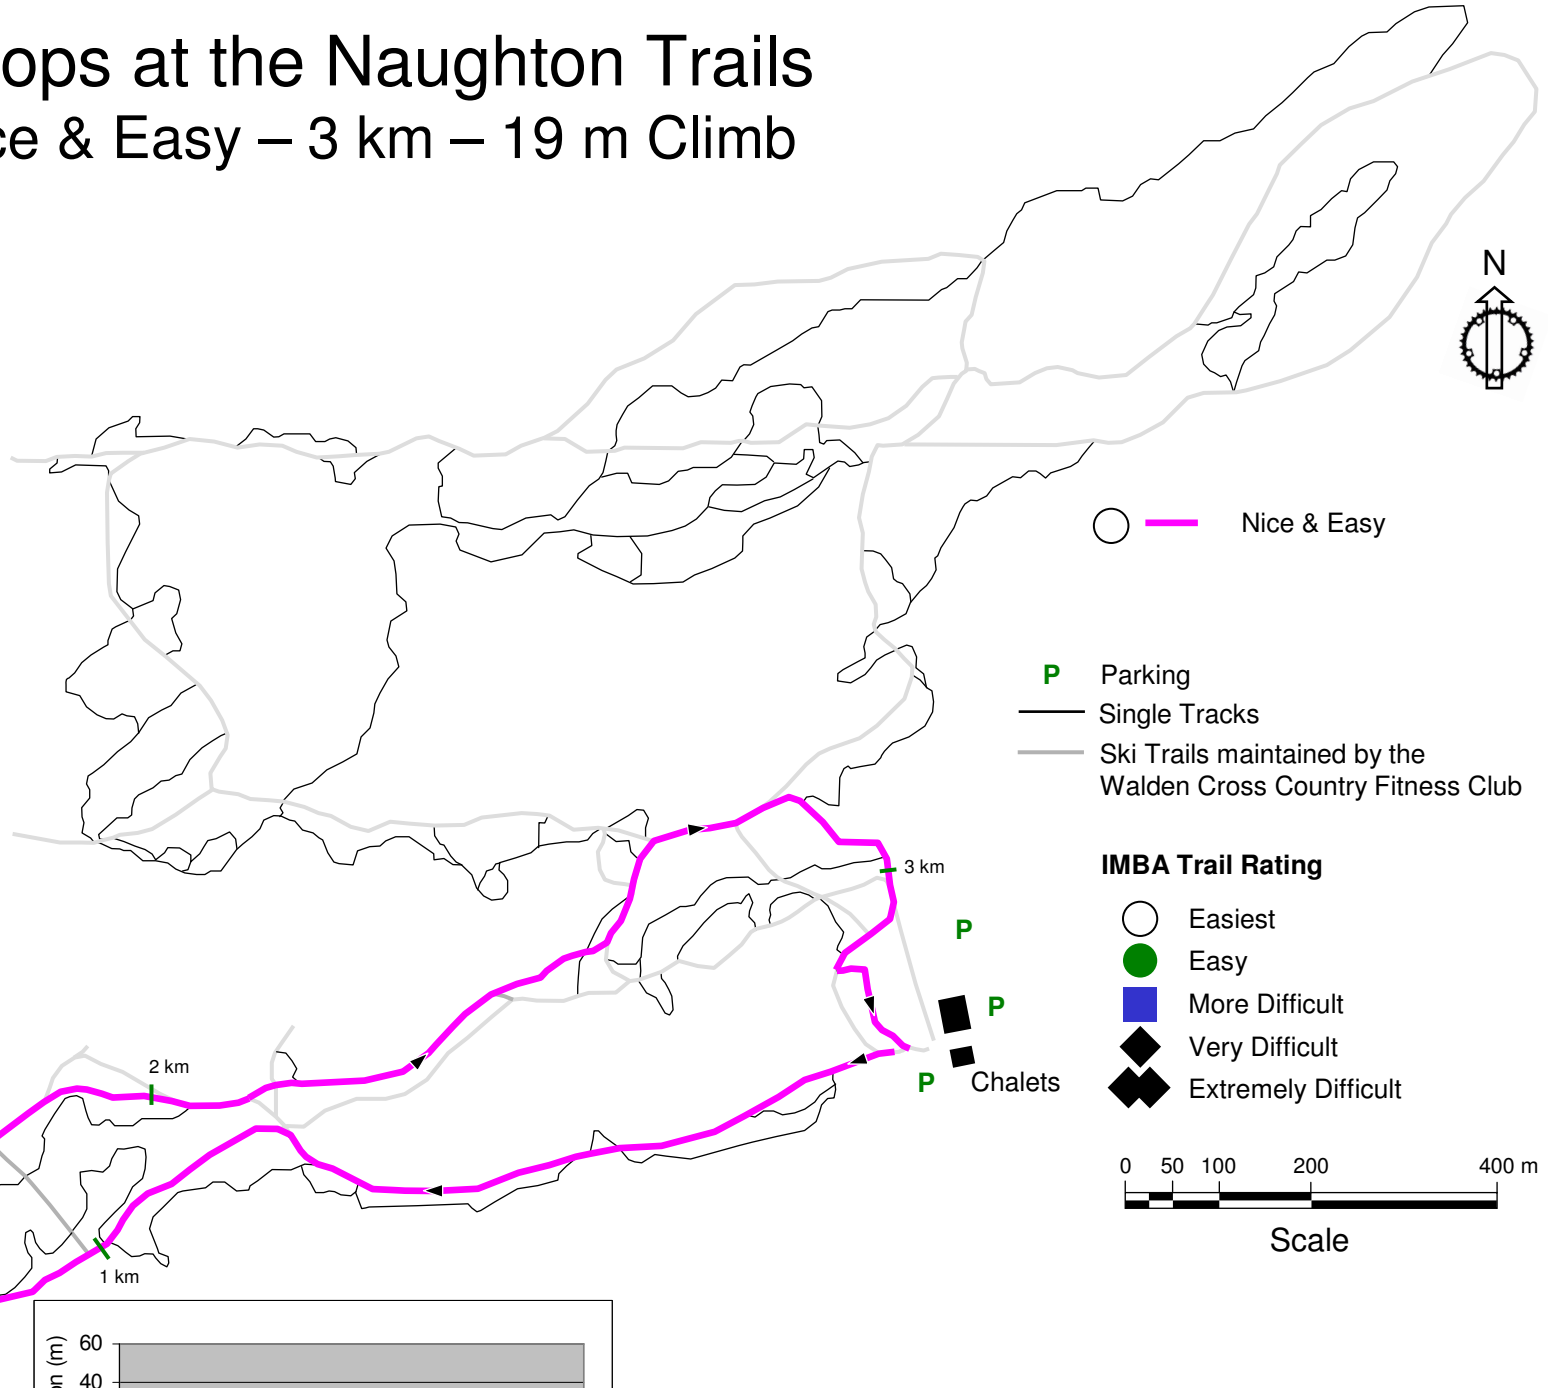 ops at the Naughton Trails
ce & Easy – 3 km – 19 m Climb
N
Nice & Easy
P Parking
Single Tracks
Ski Trails maintained by the
Walden Cross Country Fitness Club
IMBA Trail Rating
3 km
Easiest
P
Easy
P
More Difficult
Very Difficult
2 km
P
Chalets
Extremely Difficult
0 50 100 200 400 m
Scale
1 km
60
on (m)
40